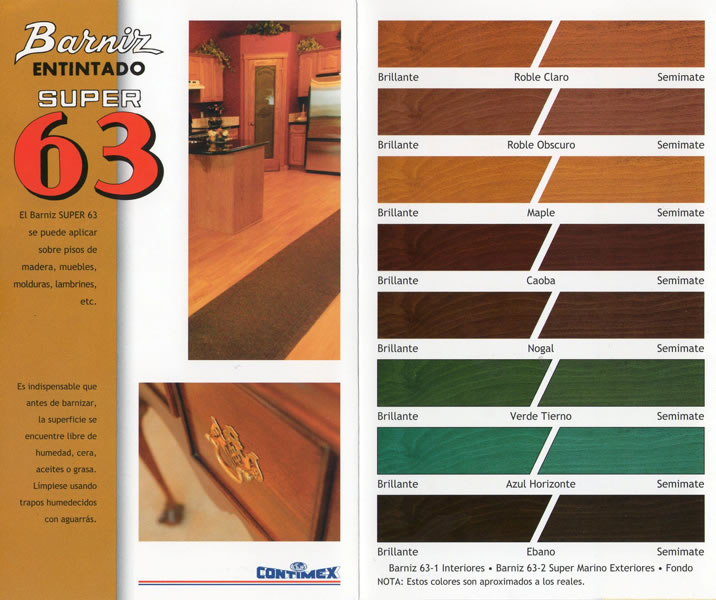 Barniz
ENTINTADO
SUPER
63
El Barniz SUPER 63
se puede aplicar
sobre pisos de
madera, muebles,
molduras, lambrines,
etc.
Es indispensable que
antes de barnizar,
la superficie se
encuentre libre de
humedad, cera,
aceites o grasa.
Límpiese usando
trapos humedecidos
con aguarrás.
CONTIMEX
Brillante Roble Claro Semimate
Brillante Roble Obscuro Semimate
Brillante Maple Semimate
Brillante Caoba Semimate
Brillante Nogal Semimate
Brillante Verde Tierno Semimate
Brillante Azul Horizonte Semimate
Brillante Ebano Semimate
Barniz 63-1 Interiores • Barniz 63-2 Super Marino Exteriores • Fondo
NOTA: Estos colores son aproximados a los reales.